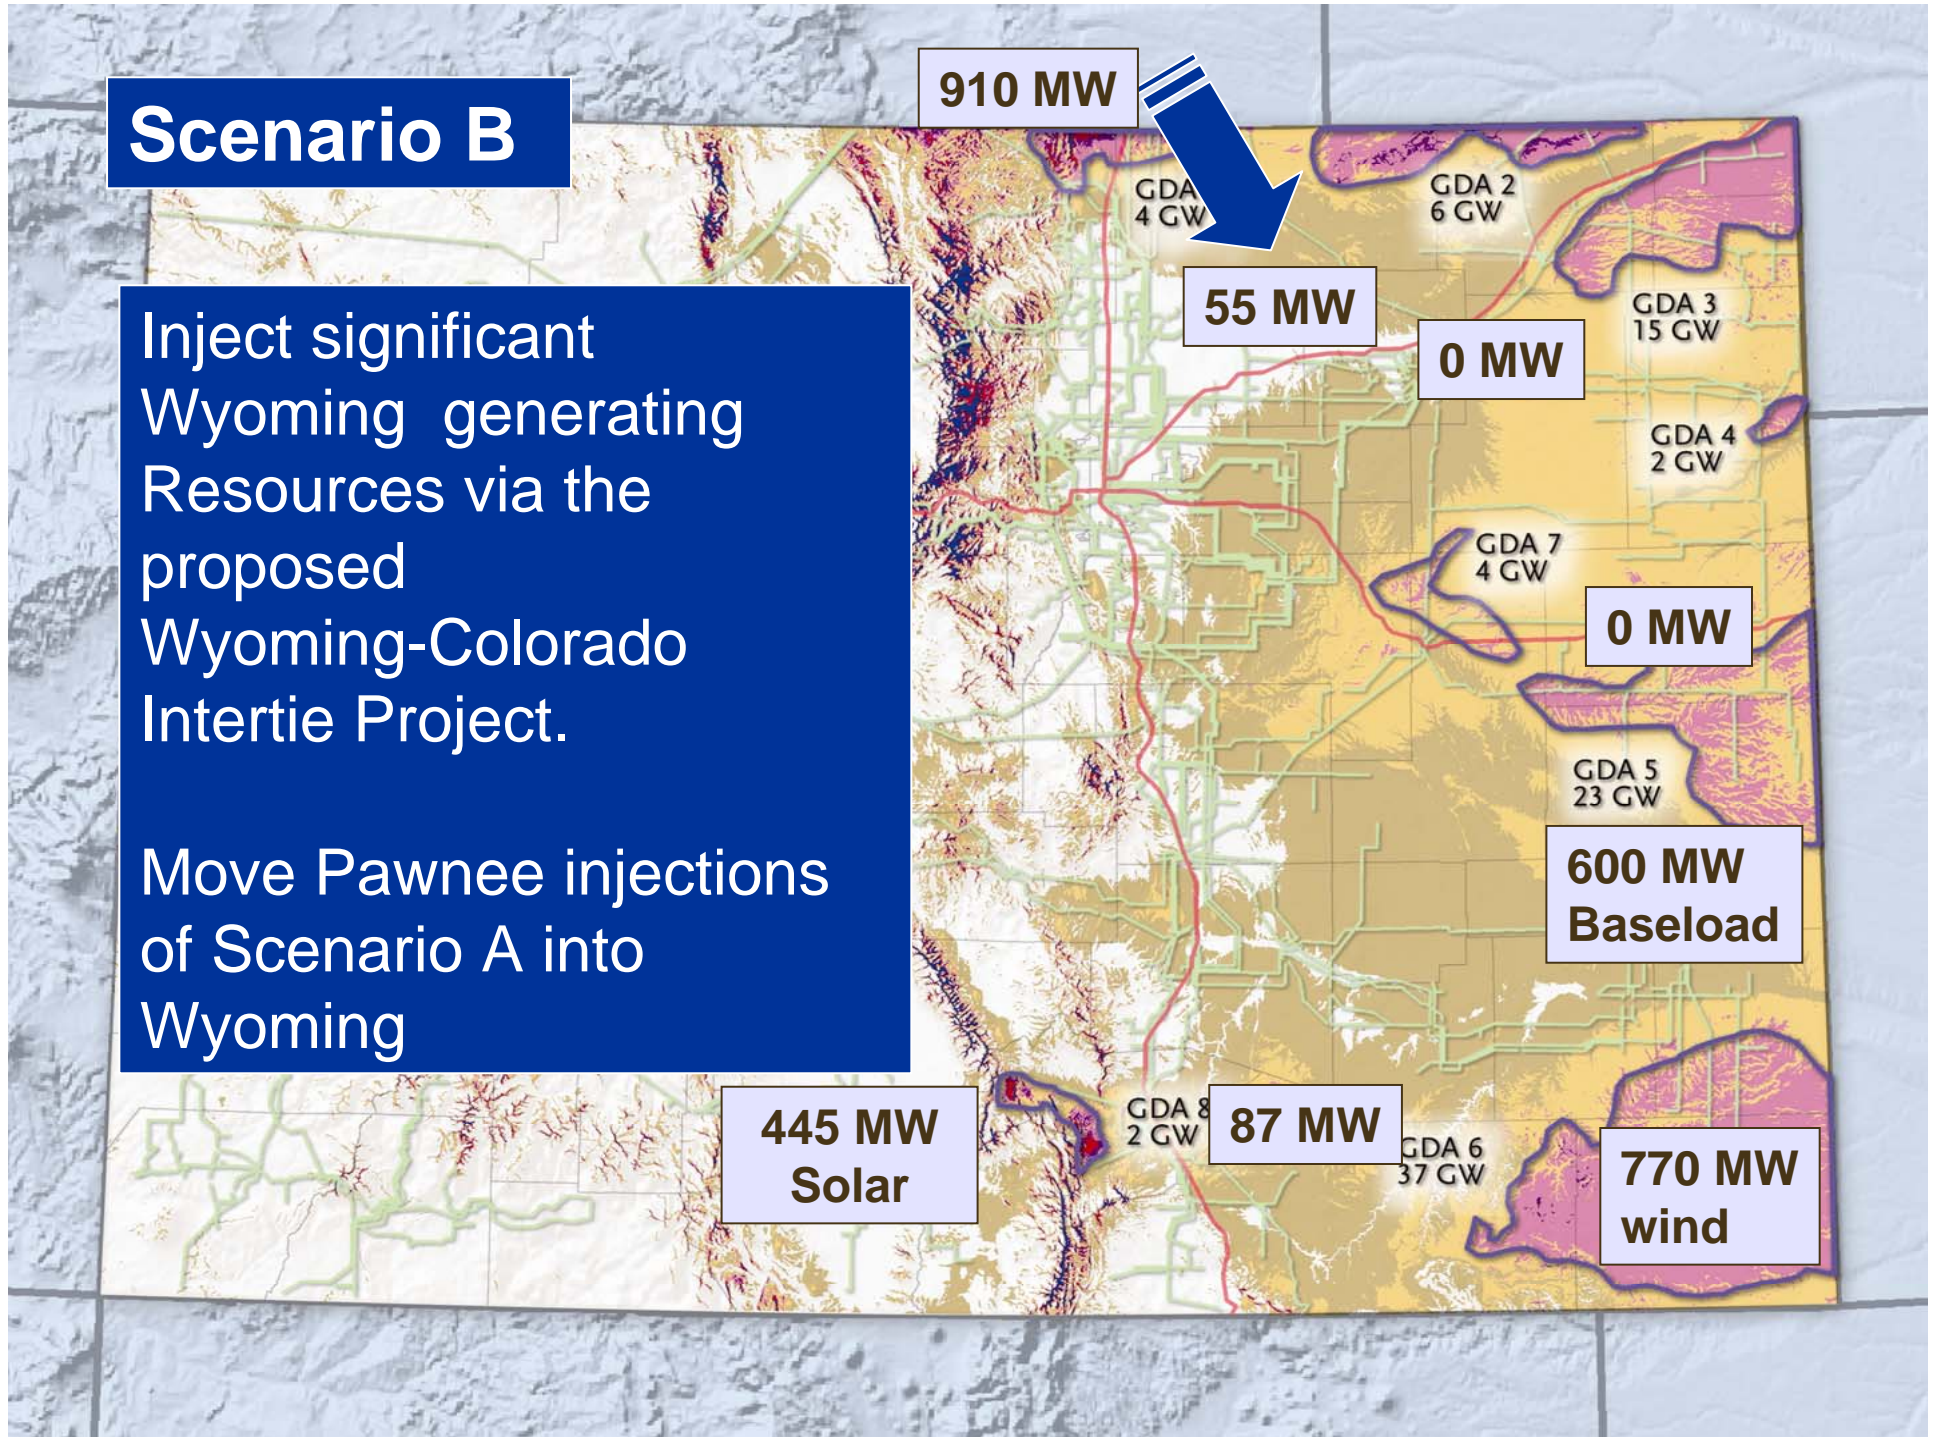 Scenario B
910 MW
GDA
4 GW
GDA 2
6 GW
55 MW
0 MW
GDA 3
15 GW
Inject significant
Wyoming  generating
Resources via the
proposed
Wyoming-Colorado
Intertie Project.
Move Pawnee injections
of Scenario A into
Wyoming
GDA 4
2 GW
GDA 7
4 GW
0 MW
GDA 5
23 GW
600 MW
Baseload
445 MW
Solar
GDA 8
2 GW
87 MW
GDA 6
37 GW
770 MW
wind